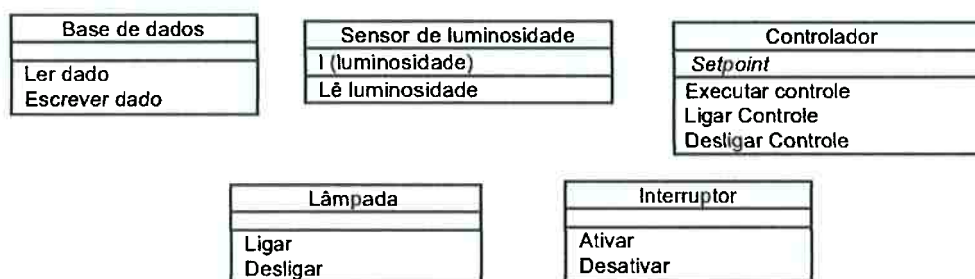 Base de dados
Ler dado
Escrever dado
Sensor de luminosidade
l (luminosidade)
Lê luminosidade
Controlador
Setpoint
Executar controle
Ligar Controle
Desligar Controle
Lâmpada
Ligar
Desligar
Interruptor
Ativar
Desativar